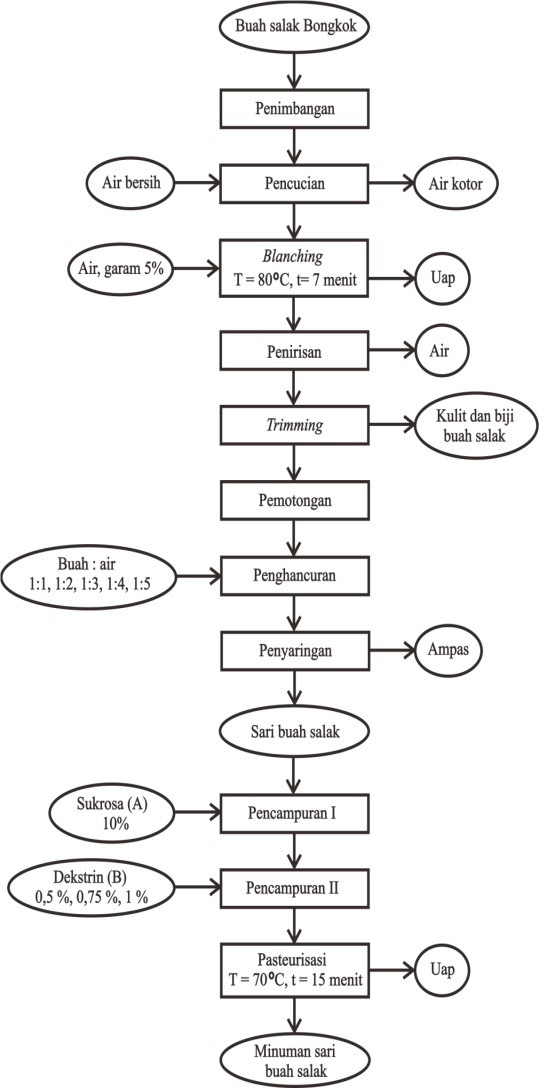 Buah salak Bongkok
Penimbangan
Air bersih
Pencucian
Air kotor
Air, garam 5%
Blanching
T = 80°C, t= 7 menit
Uap
Penirisan
Air
Trimming
Kulit dan biji
buah salak
Pemotongan
Buah : air
1:1, 1:2, 1:3, 1:4, 1:5
Penghancuran
Penyaringan
Ampas
Sari buah salak
Sukrosa (A)
10%
Pencampuran I
Dekstrin (B)
0,5 %, 0,75 %, 1 %
Pencampuran II
Pasteurisasi
T = 70°C, t = 15 menit
Uap
Minuman sari
buah salak